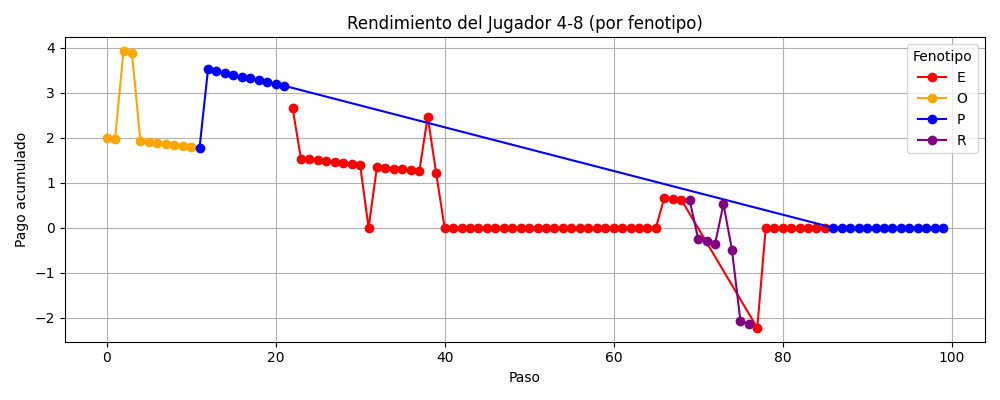 Rendimiento del Jugador 4-8 (por fenotipo)
Pago acumulado
4
3
2
1
0
−1
−2
Fenotipo
E
O
P
R
0 20 40 60 80 100
Paso